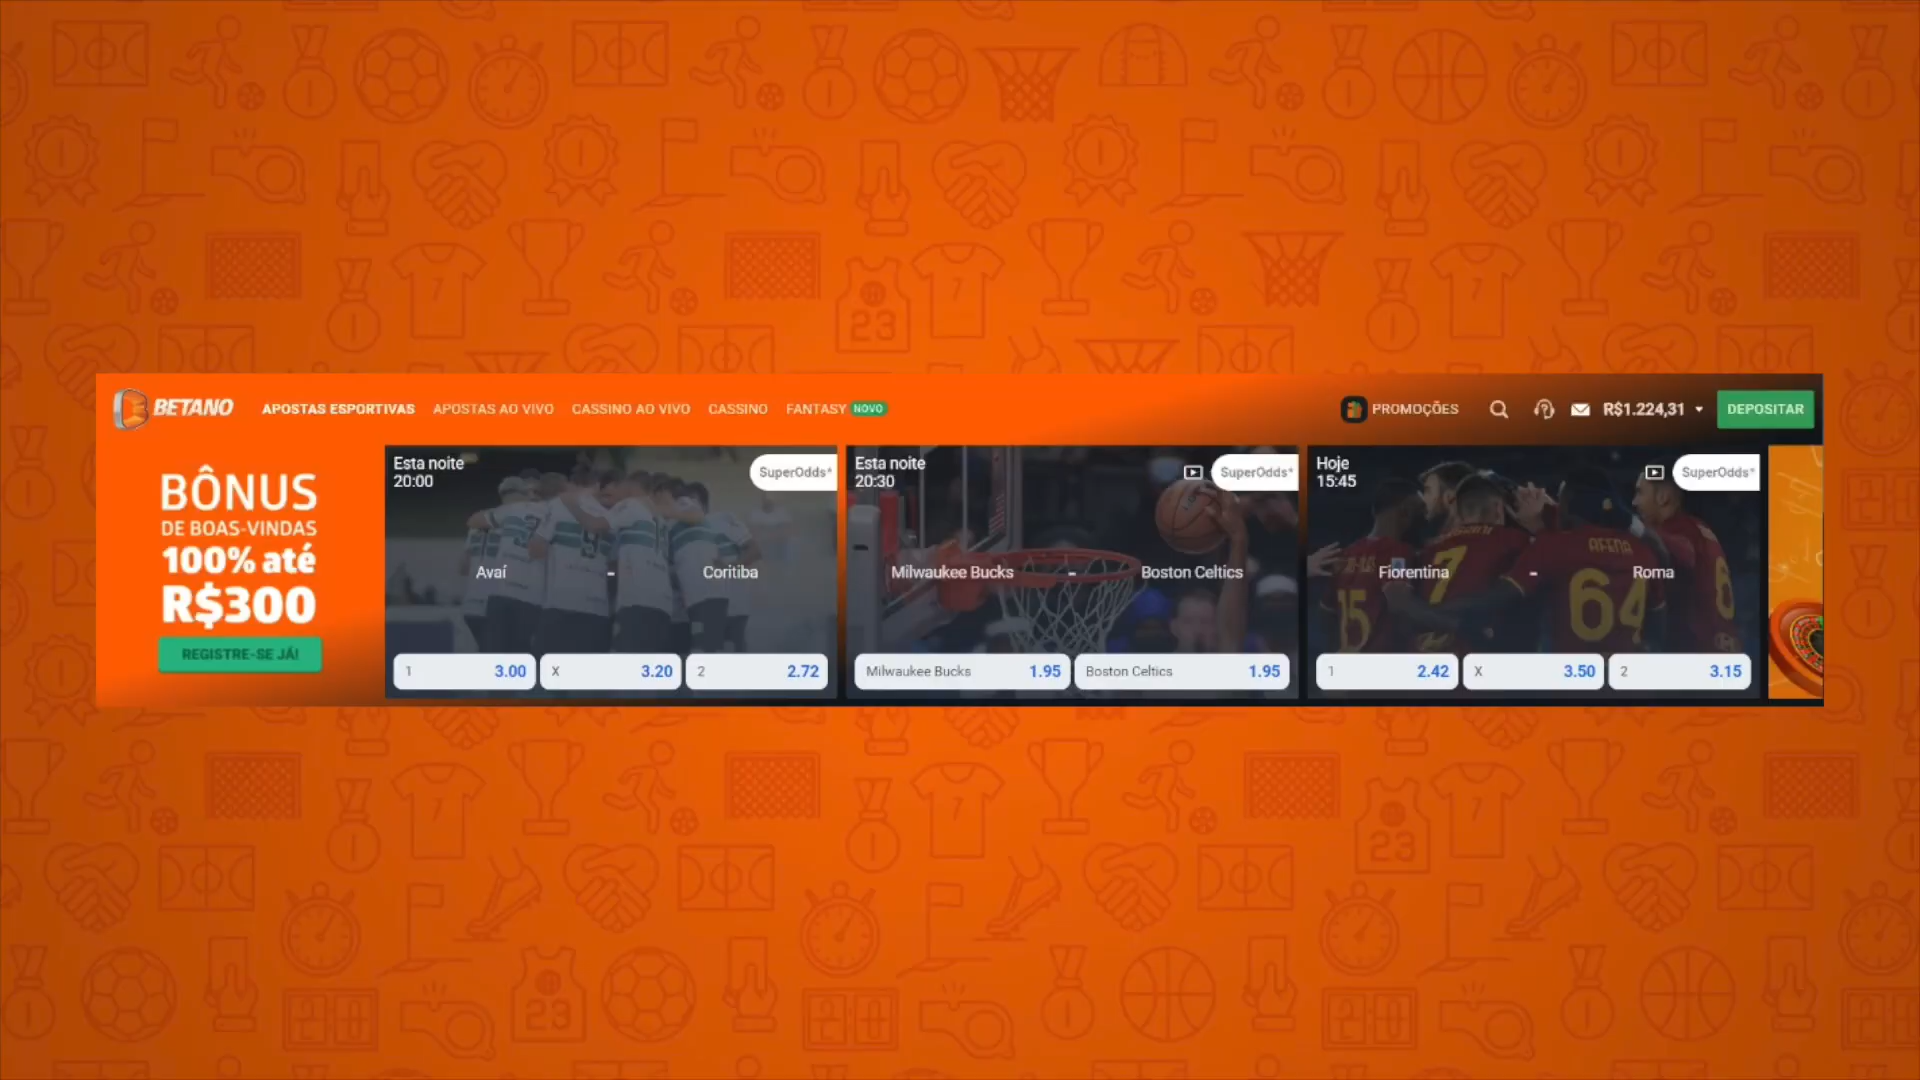 BETANO
APOSTAS ESPORTIVAS
APOSTAS AO VIVO
CASSINO AO VIVO
CASSINO
FANTASY NOVO
PROMOÇÕES
R$1.224,31
DEPOSITAR
BÔNUS
DE BOAS-VINDAS
100% até
R$300
REGISTRE-SE JÁ!
Esta noite
20:00
SuperOdds*
Avaí - Coritiba
1 3.00 X 3.20 2 2.72
Esta noite
20:30
SuperOdds*
Milwaukee Bucks - Boston Celtics
Milwaukee Bucks 1.95 Boston Celtics 1.95
Hoje
15:45
SuperOdds*
Fiorentina - Roma
1 2.42 X 3.50 2 3.15